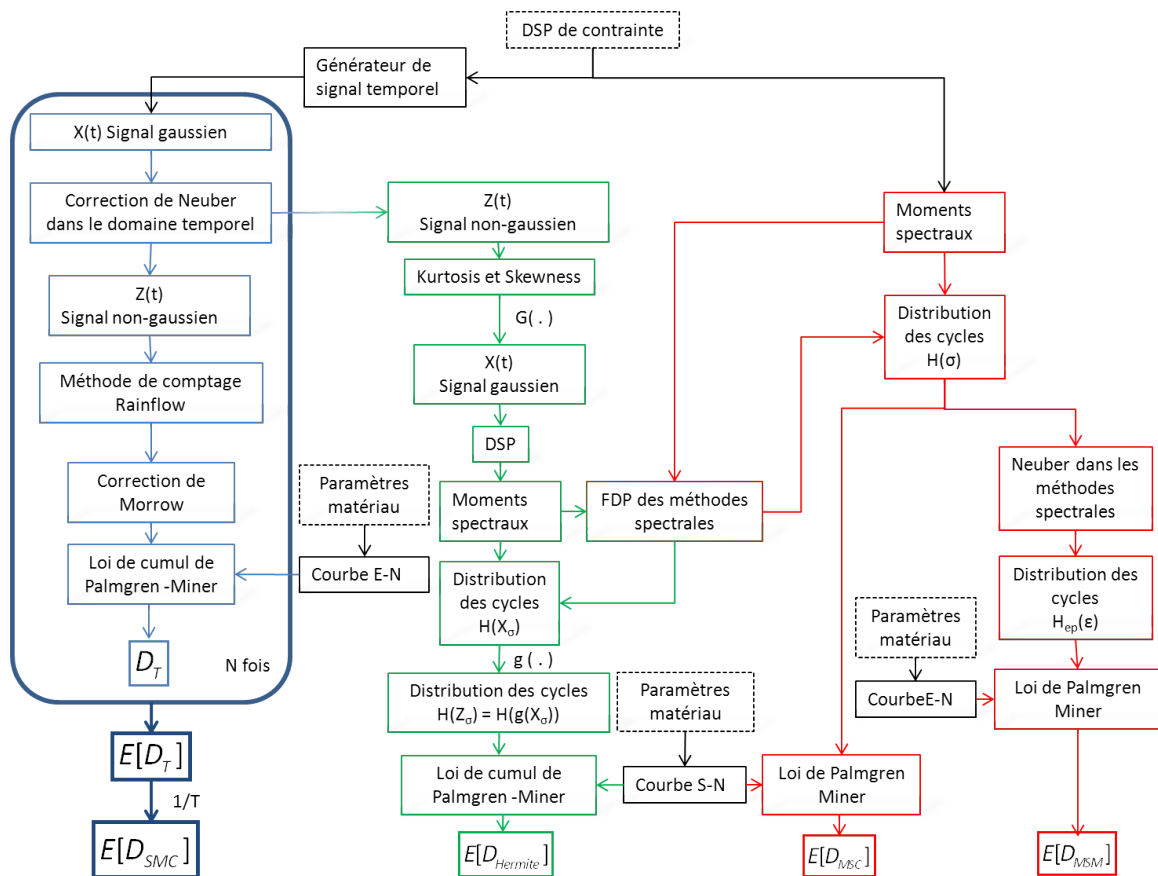 DSP de contrainte
Générateur de
signal temporel
X(t) Signal gaussien
Correction de Neuber
dans le domaine temporel
Z(t)
Signal non-gaussien
Méthode de comptage
Rainflow
Correction de
Morrow
Loi de cumul de
Palmgren -Miner
D_T
N fois
E[D_T]
1/T
E[D_SMC]
Z(t)
Signal non-gaussien
Kurtosis et Skewness
G( . )
X(t)
Signal gaussien
DSP
Paramètres
matériau
Courbe E-N
Moments
spectraux
FDP des méthodes
spectrales
Distribution
des cycles
H(X_σ)
g( . )
Distribution des cycles
H(Z_σ) = H(g(X_σ))
Paramètres
matériau
Loi de cumul de
Palmgren -Miner
Courbe S-N
E[D_Hermite]
Moments
spectraux
Distribution
des cycles
H(σ)
Loi de Palmgren
Miner
E[D_MSC]
Neuber dans les
méthodes
spectrales
Distribution des
cycles
H_ep(ε)
Paramètres
matériau
CourbeE-N
Loi de Palmgren
Miner
E[D_MSM]